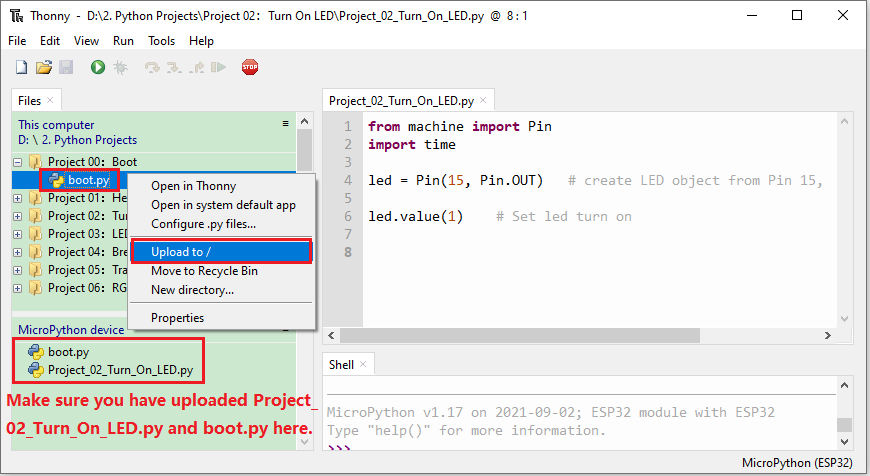 Thonny - D:\2. Python Projects\Project 02: Turn On LED\Project_02_Turn_On_LED.py @ 8 : 1
File Edit View Run Tools Help
STOP
Files
This computer
D: \ 2. Python Projects
Project 00: Boot
boot.py
Project 01: He
Project 02: Tu
Project 03: LED
Project 04: Bre
Project 05: Tra
Project 06: RG
Open in Thonny
Open in system default app
Configure .py files...
Upload to /
Move to Recycle Bin
New directory...
Properties
MicroPython device
boot.py
Project_02_Turn_On_LED.py
Make sure you have uploaded Project_
02_Turn_On_LED.py and boot.py here.
Project_02_Turn_On_LED.py
1 from machine import Pin
2 import time
3
4 led = Pin(15, Pin.OUT) # create LED object from Pin 15,
5
6 led.value(1) # Set led turn on
7
8
Shell
MicroPython v1.17 on 2021-09-02; ESP32 module with ESP32
Type "help()" for more information.
>>>
MicroPython (ESP32)